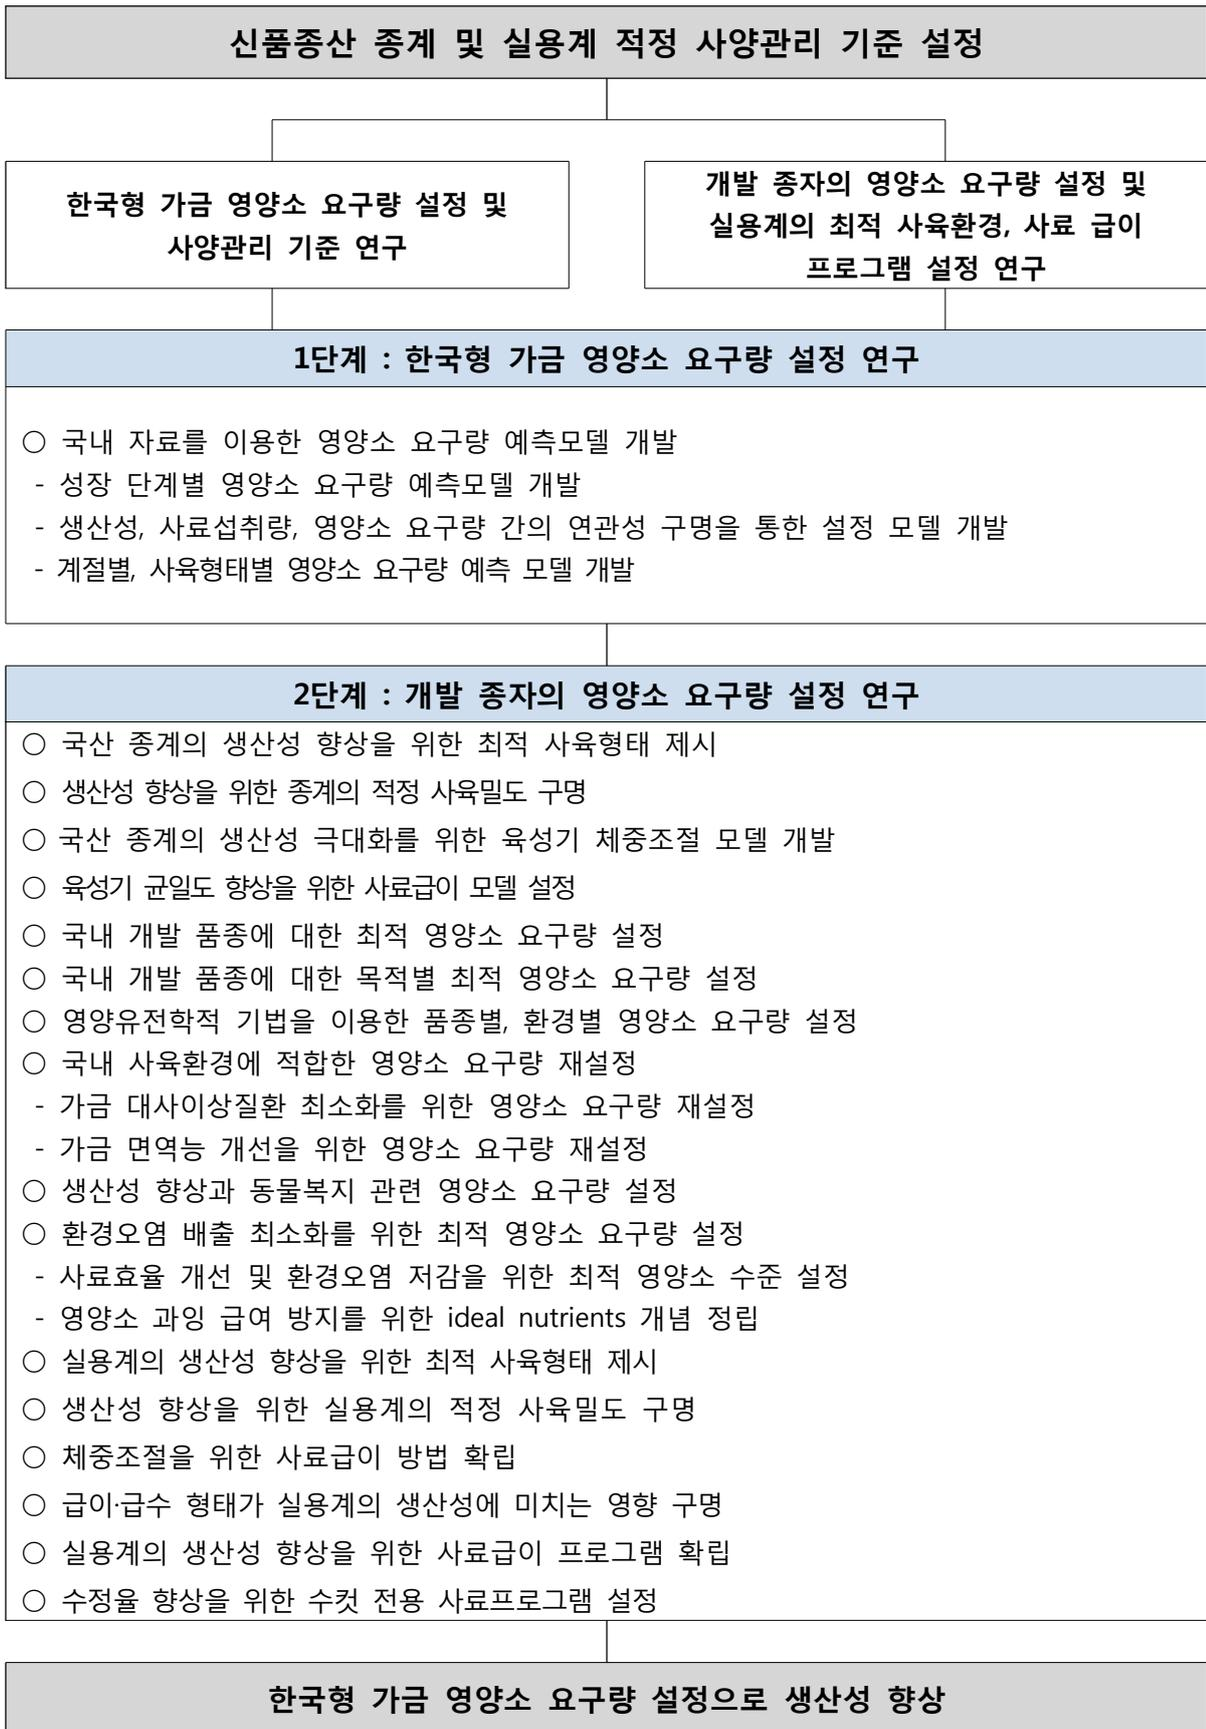 신품종산 종계 및 실용계 적정 사양관리 기준 설정
한국형 가금 영양소 요구량 설정 및
사양관리 기준 연구
개발 종자의 영양소 요구량 설정 및
실용계의 최적 사육환경, 사료 급이
프로그램 설정 연구
1단계 : 한국형 가금 영양소 요구량 설정 연구
○ 국내 자료를 이용한 영양소 요구량 예측모델 개발
- 성장 단계별 영양소 요구량 예측모델 개발
- 생산성, 사료섭취량, 영양소 요구량 간의 연관성 구명을 통한 설정 모델 개발
- 계절별, 사육형태별 영양소 요구량 예측 모델 개발
2단계 : 개발 종자의 영양소 요구량 설정 연구
○ 국산 종계의 생산성 향상을 위한 최적 사육형태 제시
○ 생산성 향상을 위한 종계의 적정 사육밀도 구명
○ 국산 종계의 생산성 극대화를 위한 육성기 체중조절 모델 개발
○ 육성기 균일도 향상을 위한 사료급이 모델 설정
○ 국내 개발 품종에 대한 최적 영양소 요구량 설정
○ 국내 개발 품종에 대한 목적별 최적 영양소 요구량 설정
○ 영양유전학적 기법을 이용한 품종별, 환경별 영양소 요구량 설정
○ 국내 사육환경에 적합한 영양소 요구량 재설정
- 가금 대사이상질환 최소화를 위한 영양소 요구량 재설정
- 가금 면역능 개선을 위한 영양소 요구량 재설정
○ 생산성 향상과 동물복지 관련 영양소 요구량 설정
○ 환경오염 배출 최소화를 위한 최적 영양소 요구량 설정
- 사료효율 개선 및 환경오염 저감을 위한 최적 영양소 수준 설정
- 영양소 과잉 급여 방지를 위한 ideal nutrients 개념 정립
○ 실용계의 생산성 향상을 위한 최적 사육형태 제시
○ 생산성 향상을 위한 실용계의 적정 사육밀도 구명
○ 체중조절을 위한 사료급이 방법 확립
○ 급이·급수 형태가 실용계의 생산성에 미치는 영향 구명
○ 실용계의 생산성 향상을 위한 사료급이 프로그램 확립
○ 수정율 향상을 위한 수컷 전용 사료프로그램 설정
한국형 가금 영양소 요구량 설정으로 생산성 향상